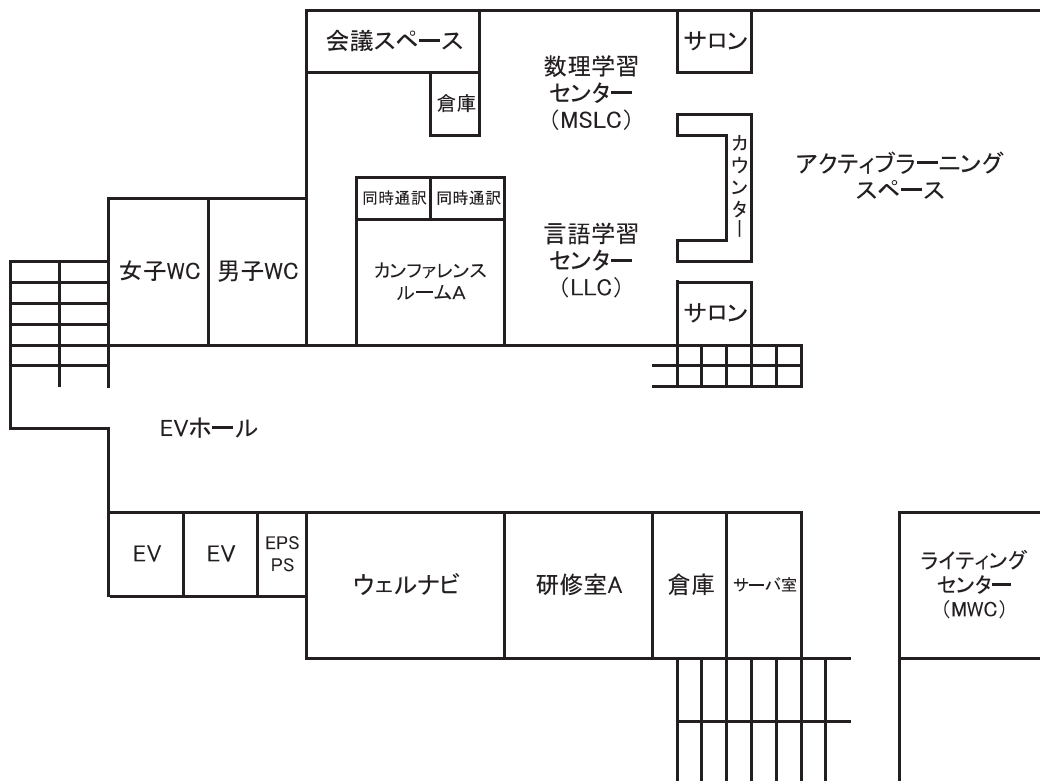 会議スペース
サロン
数理学習
センター
（MSLC）
倉庫
カウンター
アクティブラーニング
スペース
同時通訳
同時通訳
女子WC
男子WC
カンファレンス
ルームA
言語学習
センター
（LLC）
サロン
EVホール
EV
EV
EPS
PS
ウェルナビ
研修室A
倉庫
サーバ室
ライティング
センター
（MWC）